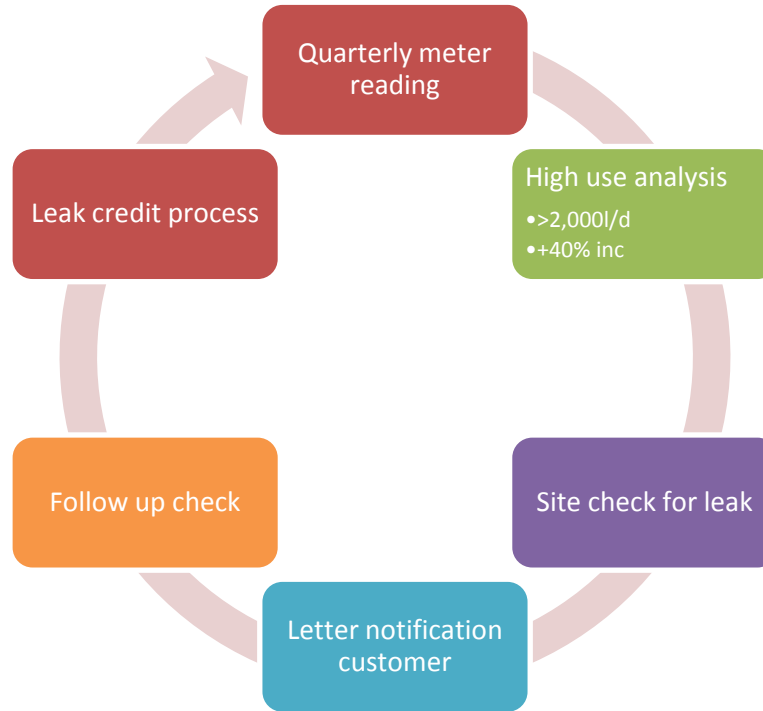 Quarterly meter
reading
High use analysis
•>2,000l/d
•+40% inc
Site check for leak
Letter notification
customer
Follow up check
Leak credit process